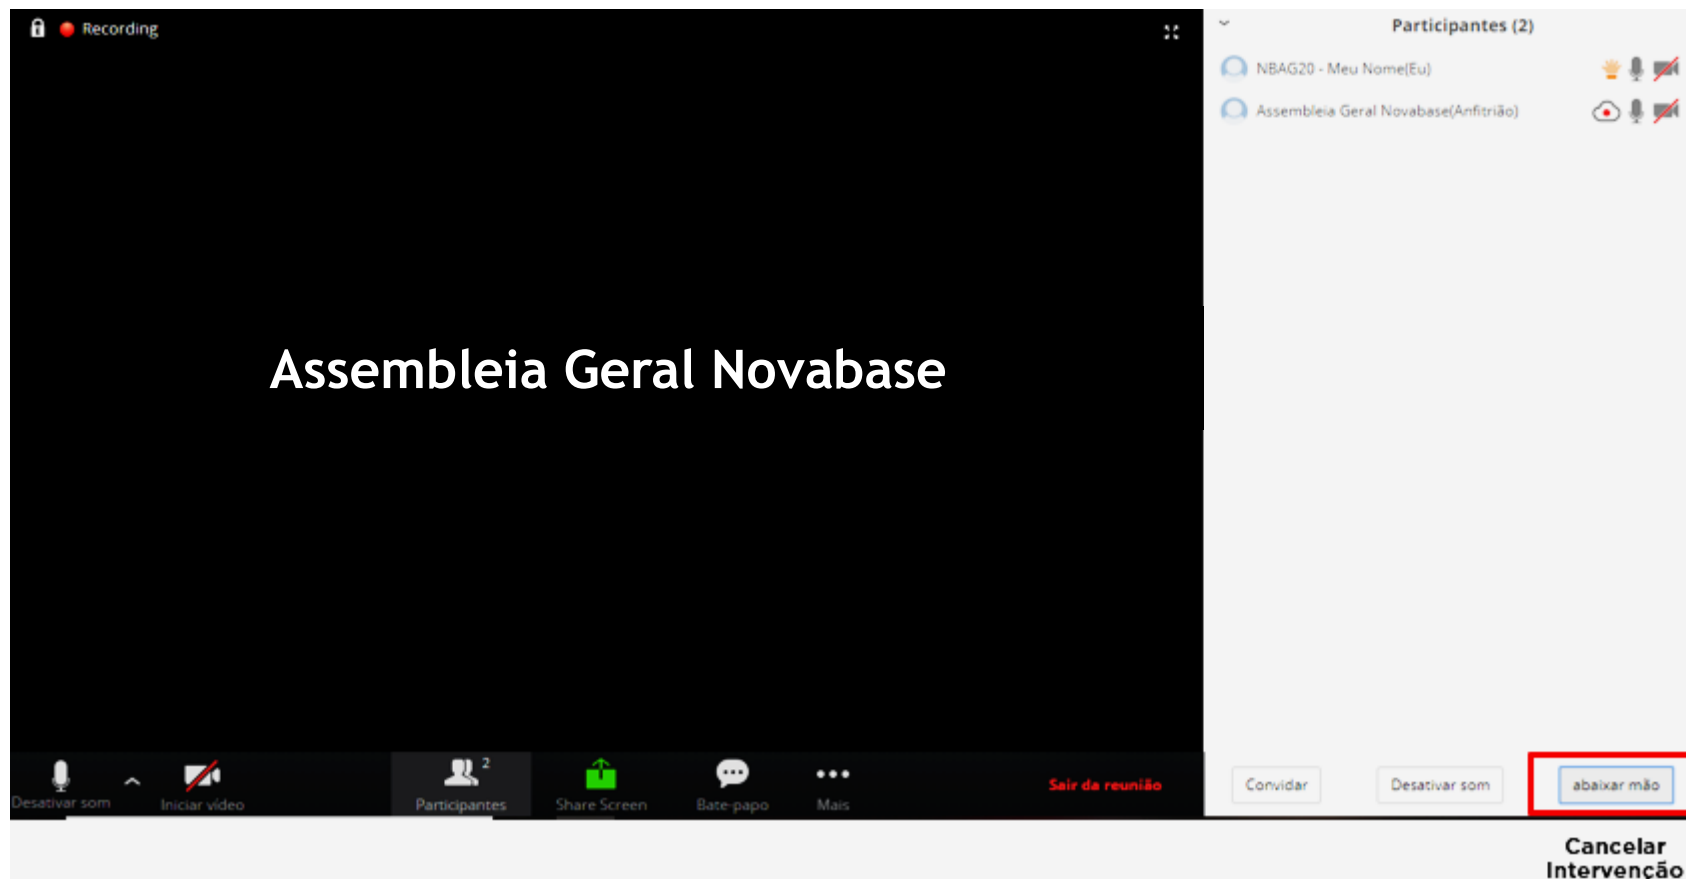 Recording
Participantes (2)
NBAG20 - Meu Nome(Eu)
Assembleia Geral Novabase(Anfitrião)
Assembleia Geral Novabase
Desativar som
Iniciar vídeo
2
Participantes
Share Screen
Bate-papo
Mais
Sair da reunião
Convidar
Desativar som
abaixar mão
Cancelar
Intervenção